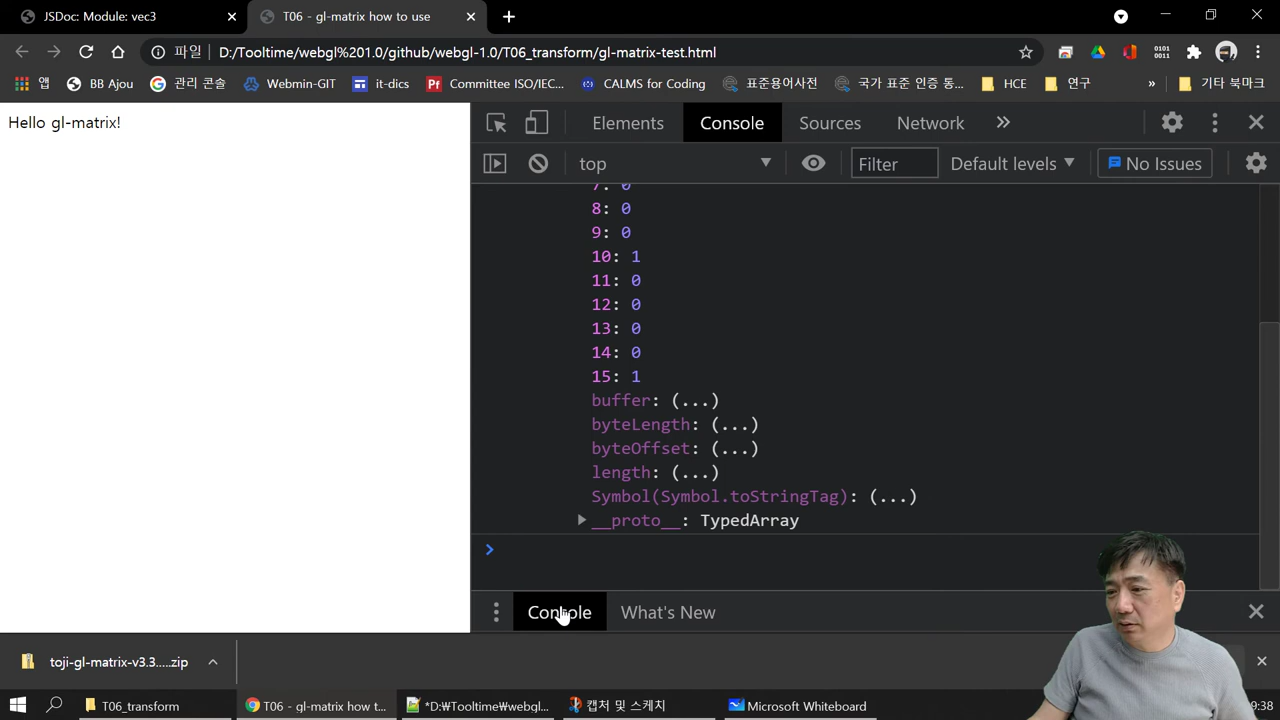 JSDoc: Module: vec3
T06 - gl-matrix how to use
파일 D:/Tooltime/webgl%201.0/github/webgl-1.0/T06_transform/gl-matrix-test.html
앱 BB Ajou 관리 콘솔 Webmin-GIT it-dics Committee ISO/IEC... CALMS for Coding 표준용어사전 국가 표준 인증 통... HCE 연구 » 기타 북마크
Hello gl-matrix!
Elements Console Sources Network »
top Filter Default levels No Issues
7: 0
8: 0
9: 0
10: 1
11: 0
12: 0
13: 0
14: 0
15: 1
buffer: (...)
byteLength: (...)
byteOffset: (...)
length: (...)
Symbol(Symbol.toStringTag): (...)
__proto__: TypedArray
Console What's New
toji-gl-matrix-v3.3.....zip
T06_transform T06 - gl-matrix how t... *D:₩Tooltime₩webgl... 캡처 및 스케치 Microsoft Whiteboard